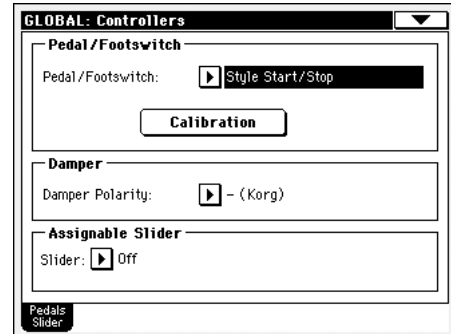 GLOBAL: Controllers
Pedal/Footswitch
Pedal/Footswitch: Style Start/Stop
Calibration
Damper
Damper Polarity: - (Korg)
Assignable Slider
Slider: Off
Pedals
Slider